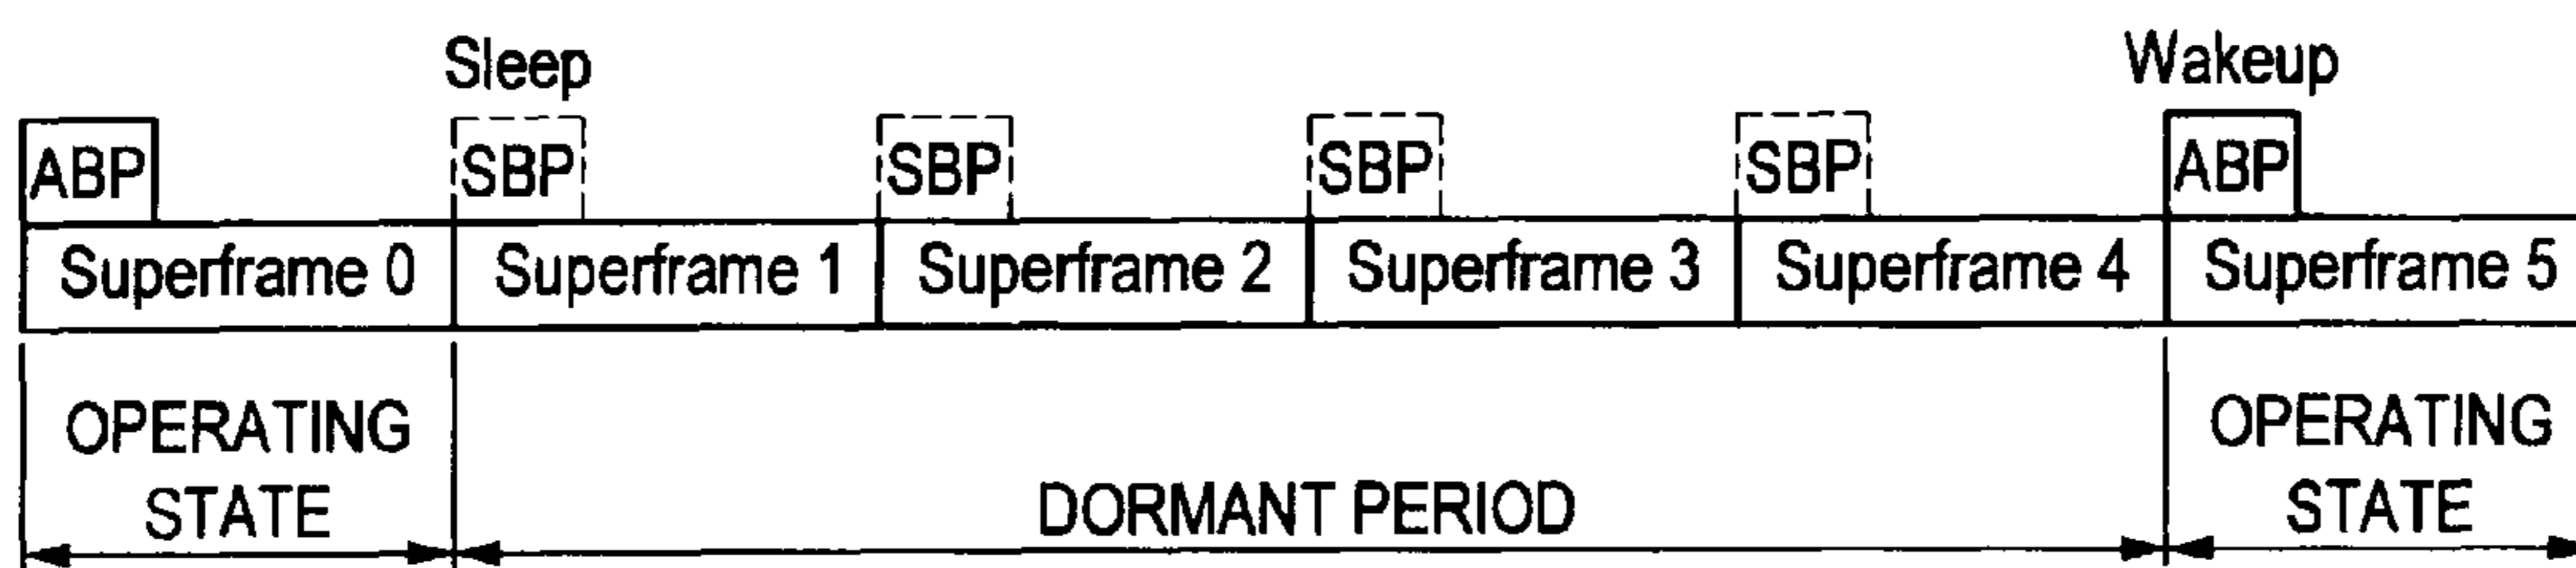 Sleep Wakeup
ABP SBP SBP SBP SBP ABP
Superframe 0 Superframe 1 Superframe 2 Superframe 3 Superframe 4 Superframe 5
OPERATING STATE
DORMANT PERIOD
OPERATING STATE